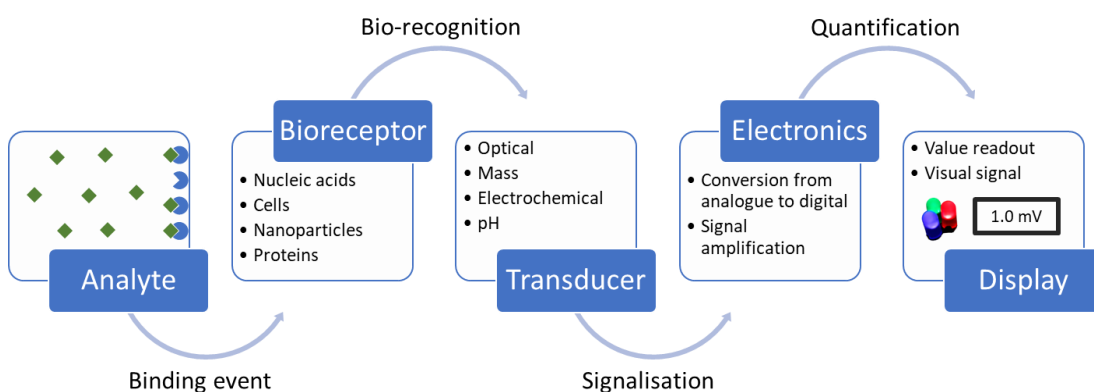 Bio-recognition
Quantification
Bioreceptor
Electronics
• Nucleic acids
• Cells
• Nanoparticles
• Proteins
• Optical
• Mass
• Electrochemical
• pH
• Conversion from
analogue to digital
• Signal
amplification
• Value readout
• Visual signal
1.0 mV
Analyte
Transducer
Display
Binding event
Signalisation